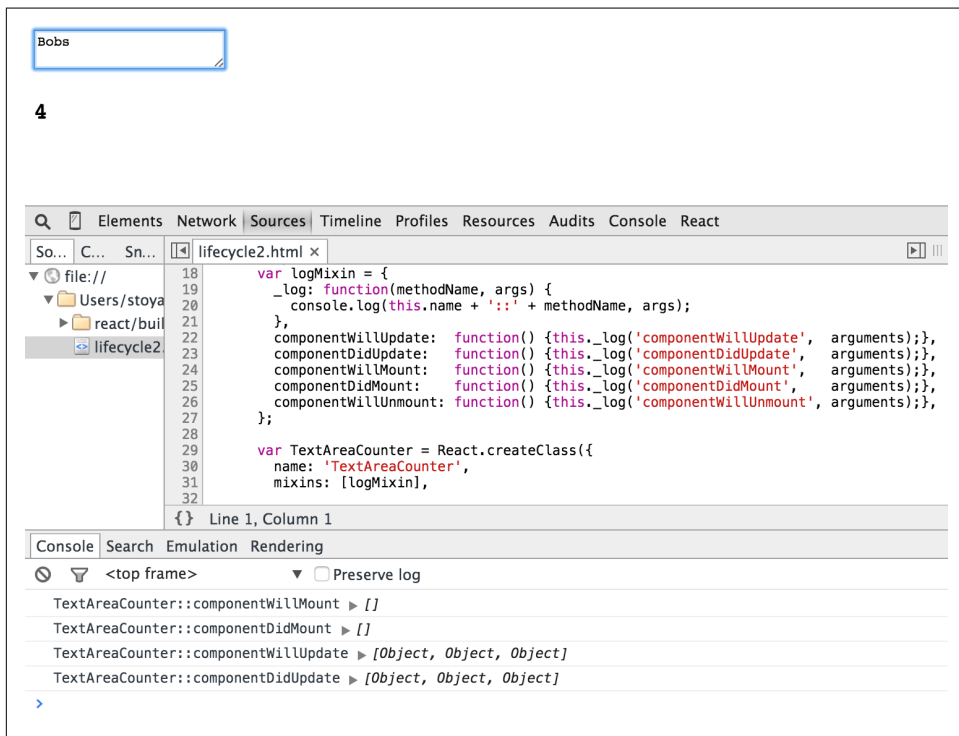 Bobs
4
Elements Network Sources Timeline Profiles Resources Audits Console React
So... C... Sn... lifecycle2.html ×
file://
Users/stoya
react/buil
lifecycle2.
18 var logMixin = {
19 _log: function(methodName, args) {
20 console.log(this.name + '::' + methodName, args);
21 },
22 componentWillUpdate: function() {this._log('componentWillUpdate', arguments);},
23 componentDidUpdate: function() {this._log('componentDidUpdate', arguments);},
24 componentWillMount: function() {this._log('componentWillMount', arguments);},
25 componentDidMount: function() {this._log('componentDidMount', arguments);},
26 componentWillUnmount: function() {this._log('componentWillUnmount', arguments);},
27 };
28
29 var TextAreaCounter = React.createClass({
30 name: 'TextAreaCounter',
31 mixins: [logMixin],
32
{} Line 1, Column 1
Console Search Emulation Rendering
<top frame> ▼ Preserve log
TextAreaCounter::componentWillMount ▶ []
TextAreaCounter::componentDidMount ▶ []
TextAreaCounter::componentWillUpdate ▶ [Object, Object, Object]
TextAreaCounter::componentDidUpdate ▶ [Object, Object, Object]
>